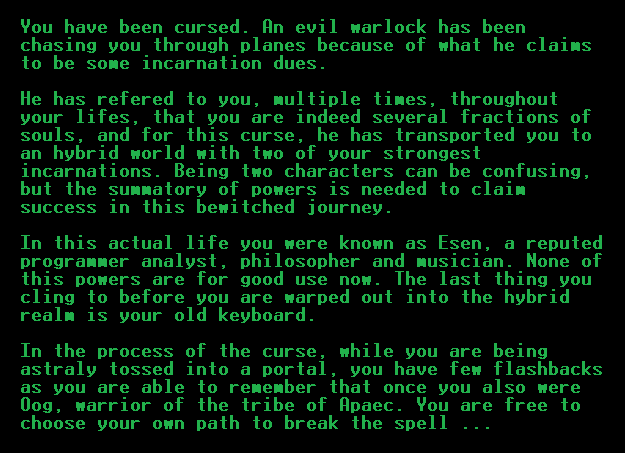 You have been cursed. An evil warlock has been
chasing you through planes because of what he claims
to be some incarnation dues.
He has refered to you, multiple times, throughout
your lifes, that you are indeed several fractions of
souls, and for this curse, he has transported you to
an hybrid world with two of your strongest
incarnations. Being two characters can be confusing,
but the summatory of powers is needed to claim
success in this bewitched journey.
In this actual life you were known as Esen, a reputed
programmer analyst, philosopher and musician. None of
this powers are for good use now. The last thing you
cling to before you are warped out into the hybrid
realm is your old keyboard.
In the process of the curse, while you are being
astraly tossed into a portal, you have few flashbacks
as you are able to remember that once you also were
Oog, warrior of the tribe of Apaec. You are free to
choose your own path to break the spell ...